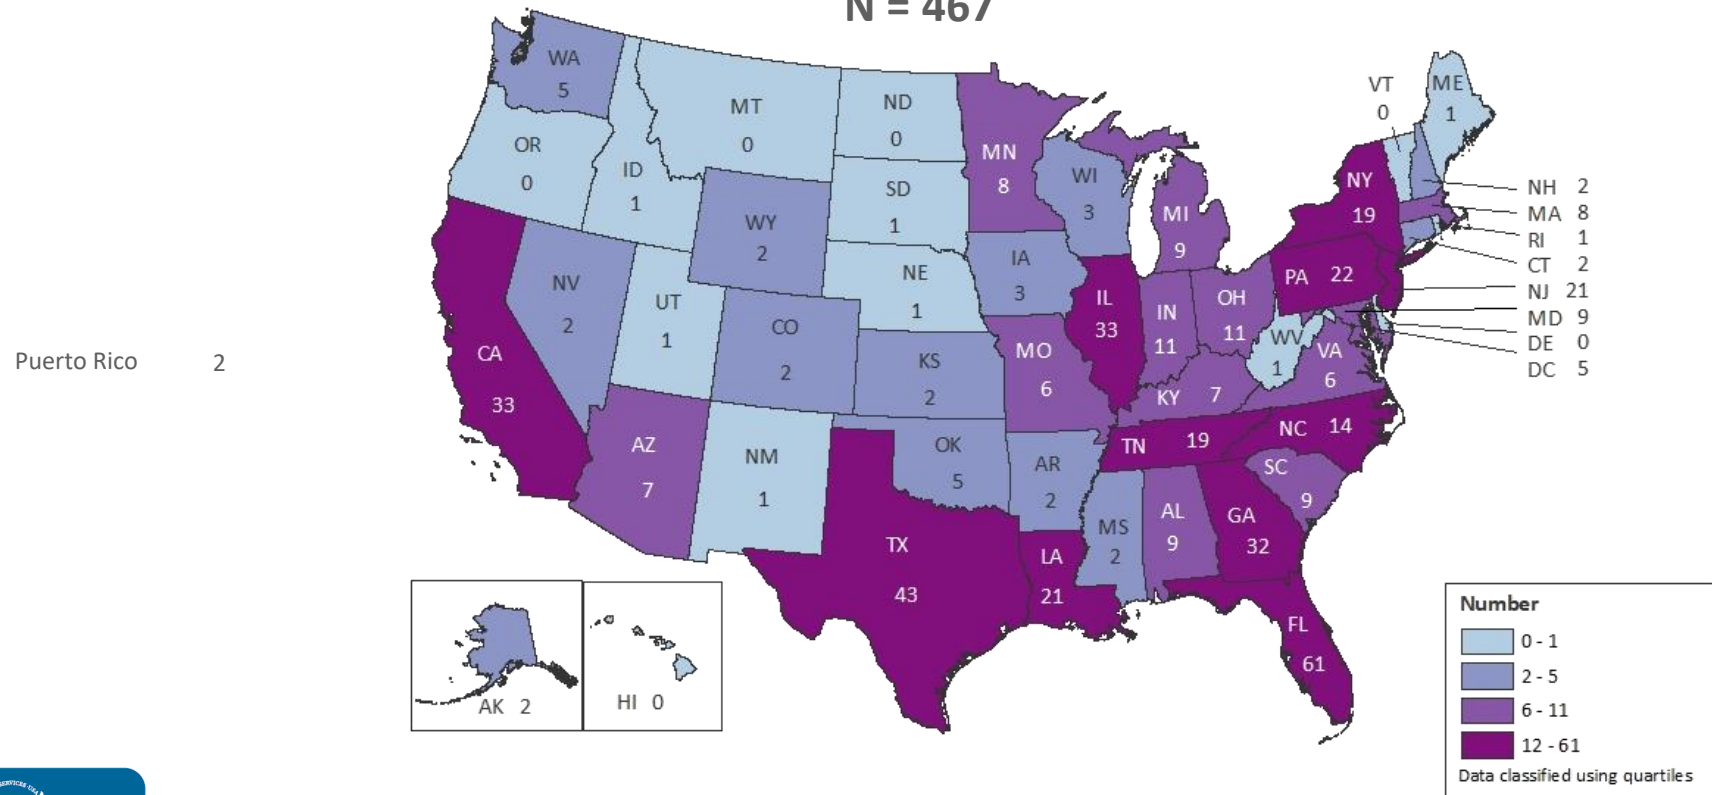 N = 467
WA
5
OR
0
CA
33
NV
2
ID
1
MT
0
WY
2
UT
1
AZ
7
CO
2
NM
1
ND
0
SD
1
NE
1
KS
2
OK
5
TX
43
MN
8
IA
3
MO
6
AR
2
LA
21
WI
3
IL
33
MS
2
MI
9
IN
11
OH
11
KY 7
TN 19
AL
9
GA
32
FL
61
SC
9
NC 14
VA
6
WV
1
PA 22
NY
19
VT
0
ME
1
NH 2
MA 8
RI 1
CT 2
NJ 21
MD 9
DE 0
DC 5
Puerto Rico 2
AK 2
HI 0
Number
0 - 1
2 - 5
6 - 11
12 - 61
Data classified using quartiles